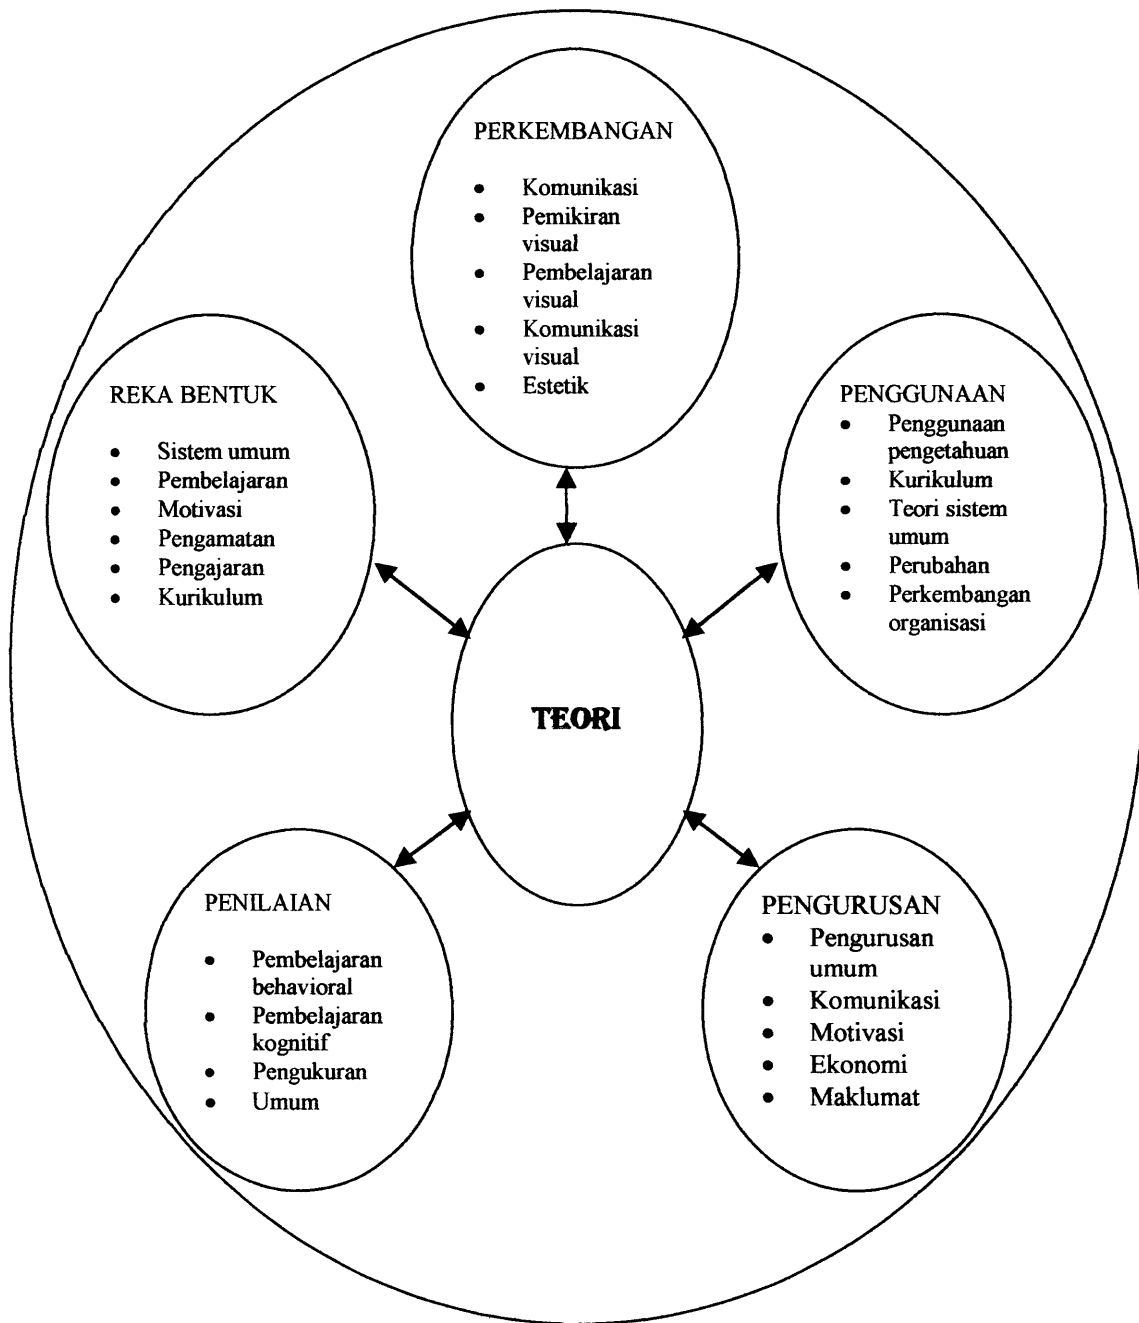 PERKEMBANGAN
• Komunikasi
• Pemikiran
visual
• Pembelajaran
visual
• Komunikasi
visual
• Estetik
REKA BENTUK
• Sistem umum
• Pembelajaran
• Motivasi
• Pengamatan
• Pengajaran
• Kurikulum
PENGGUNAAN
• Penggunaan
pengetahuan
• Kurikulum
• Teori sistem
umum
• Perubahan
• Perkembangan
organisasi
TEORI
PENILAIAN
• Pembelajaran
behavioral
• Pembelajaran
kognitif
• Pengukuran
• Umum
PENGURUSAN
• Pengurusan
umum
• Komunikasi
• Motivasi
• Ekonomi
• Maklumat